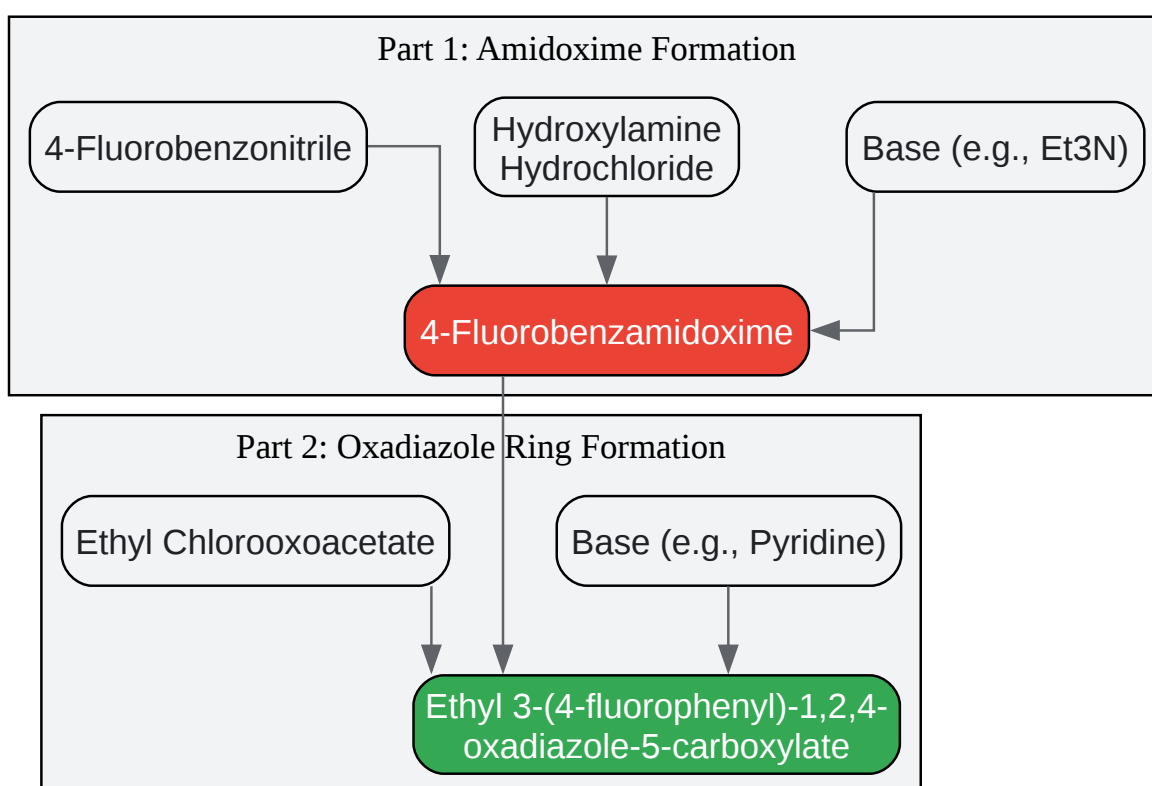 Part 1: Amidoxime Formation
4-Fluorobenzonitrile
Hydroxylamine
Hydrochloride
Base (e.g., Et3N)
4-Fluorobenzamidoxime
Part 2: Oxadiazole Ring Formation
Ethyl Chlorooxoacetate
Base (e.g., Pyridine)
Ethyl 3-(4-fluorophenyl)-1,2,4-
oxadiazole-5-carboxylate